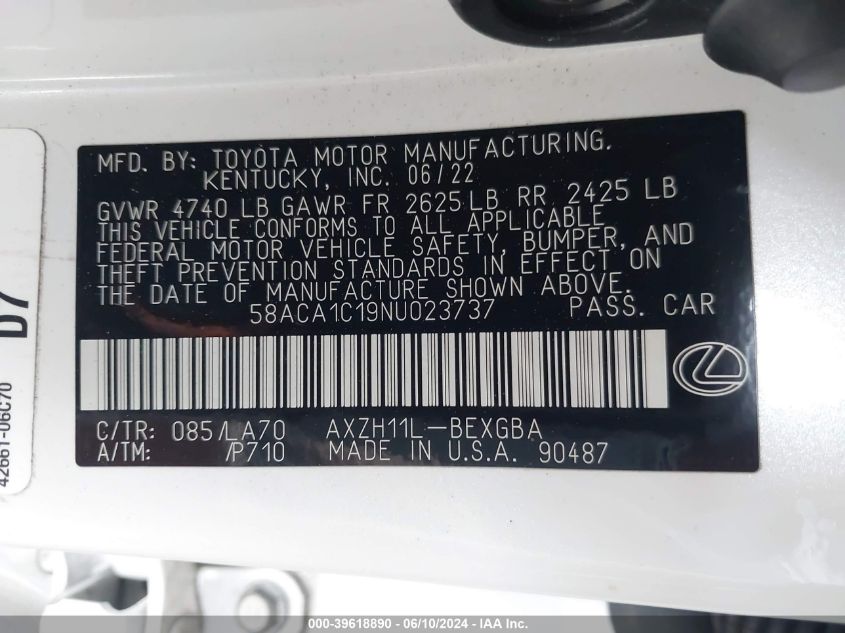 MFD. BY: TOYOTA MOTOR MANUFACTURING.
KENTUCKY, INC. 06/22
GVWR 4740 LB GAWR FR 2625 LB RR 2425 LB
THIS VEHICLE CONFORMS TO ALL APPLICABLE
FEDERAL MOTOR VEHICLE SAFETY, BUMPER, AND
THEFT PREVENTION STANDARDS IN EFFECT ON
THE DATE OF MANUFACTURE SHOWN ABOVE.
58ACA1C19NU023737 PASS. CAR
C/TR: 085/LA70 AXZH11L-BEXGBA
A/TM: /P710 MADE IN U.S.A. 90487
D7
42661-06C70
000-39618890 - 06/10/2024 - IAA Inc.